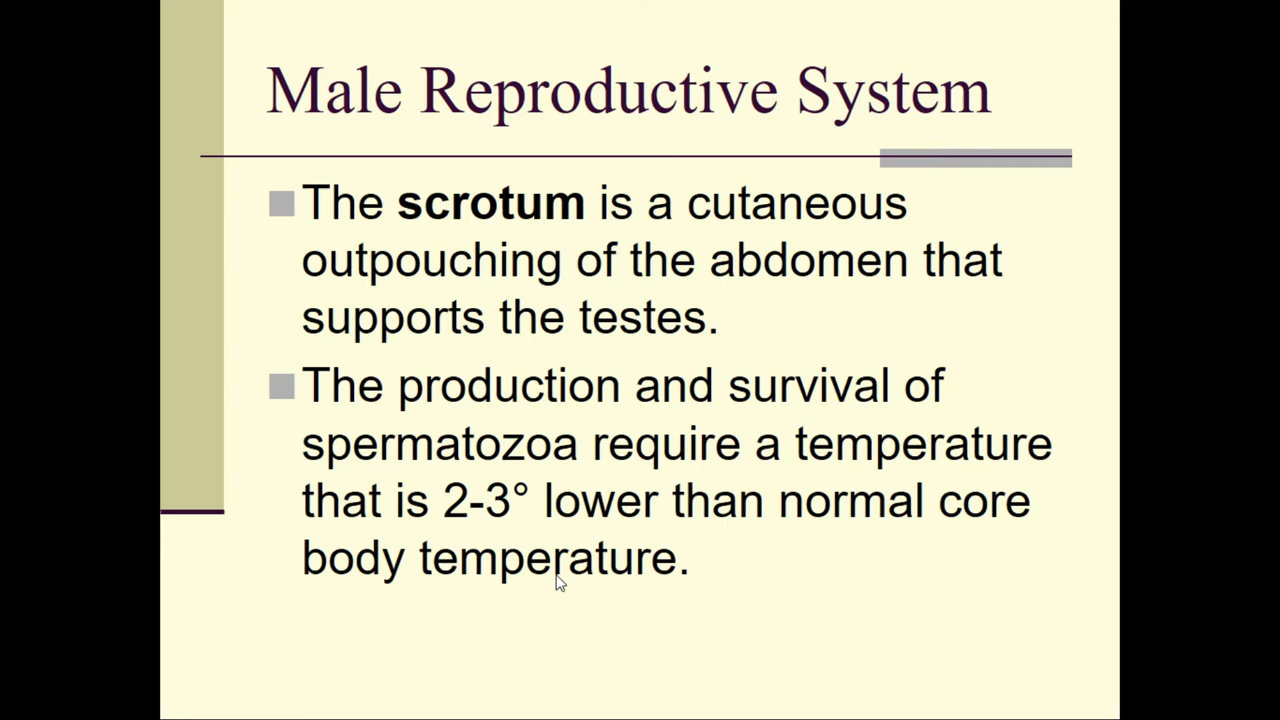 Male Reproductive System
The scrotum is a cutaneous
outpouching of the abdomen that
supports the testes.
The production and survival of
spermatozoa require a temperature
that is 2-3° lower than normal core
body temperature.